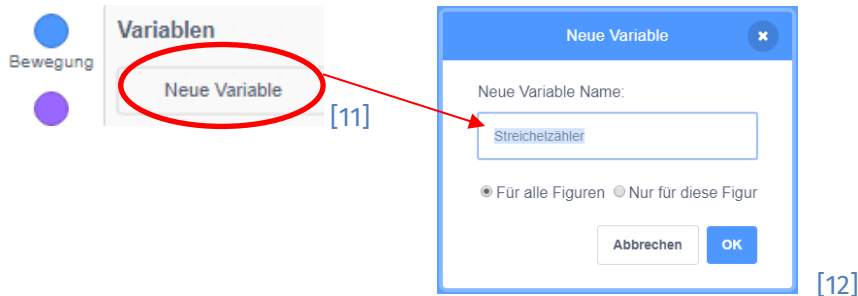 Variablen
Bewegung
Neue Variable
[11]
Neue Variable
Neue Variable Name:
Streichelzähler
Für alle Figuren Nur für diese Figur
Abbrechen OK
[12]